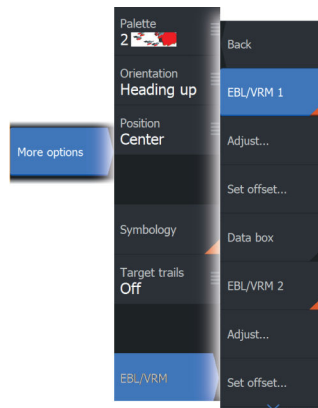 More options
Palette
2
Orientation
Heading up
Position
Center
Symbology
Target trails
Off
EBL/VRM
Back
EBL/VRM 1
Adjust...
Set offset...
Data box
EBL/VRM 2
Adjust...
Set offset...